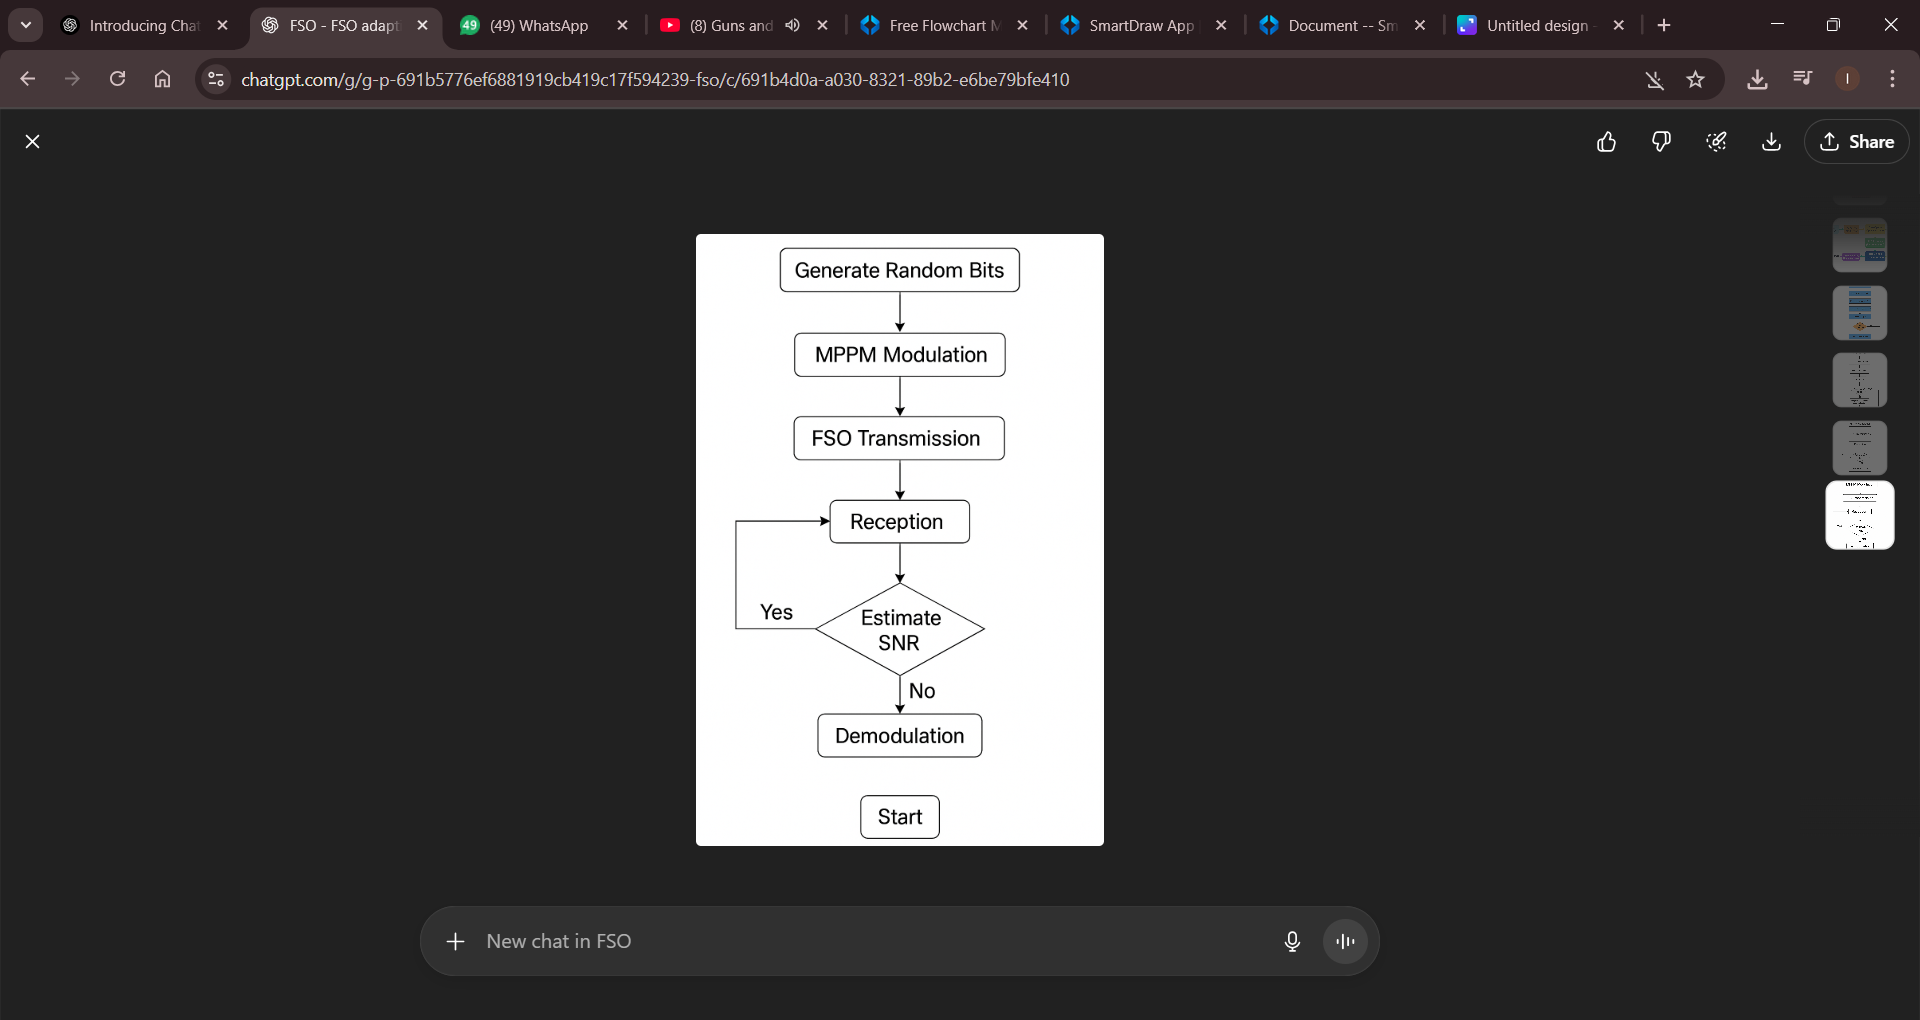 Introducing Chat
FSO - FSO adapti
49
(49) WhatsApp
(8) Guns and
Free Flowchart M
SmartDraw App
Document -- Sm
Untitled design -
chatgpt.com/g/g-p-691b5776ef6881919cb419c17f594239-fso/c/691b4d0a-a030-8321-89b2-e6be79bfe410
I
Share
Generate Random Bits
MPPM Modulation
FSO Transmission
Reception
Yes
Estimate
SNR
No
Demodulation
Start
New chat in FSO